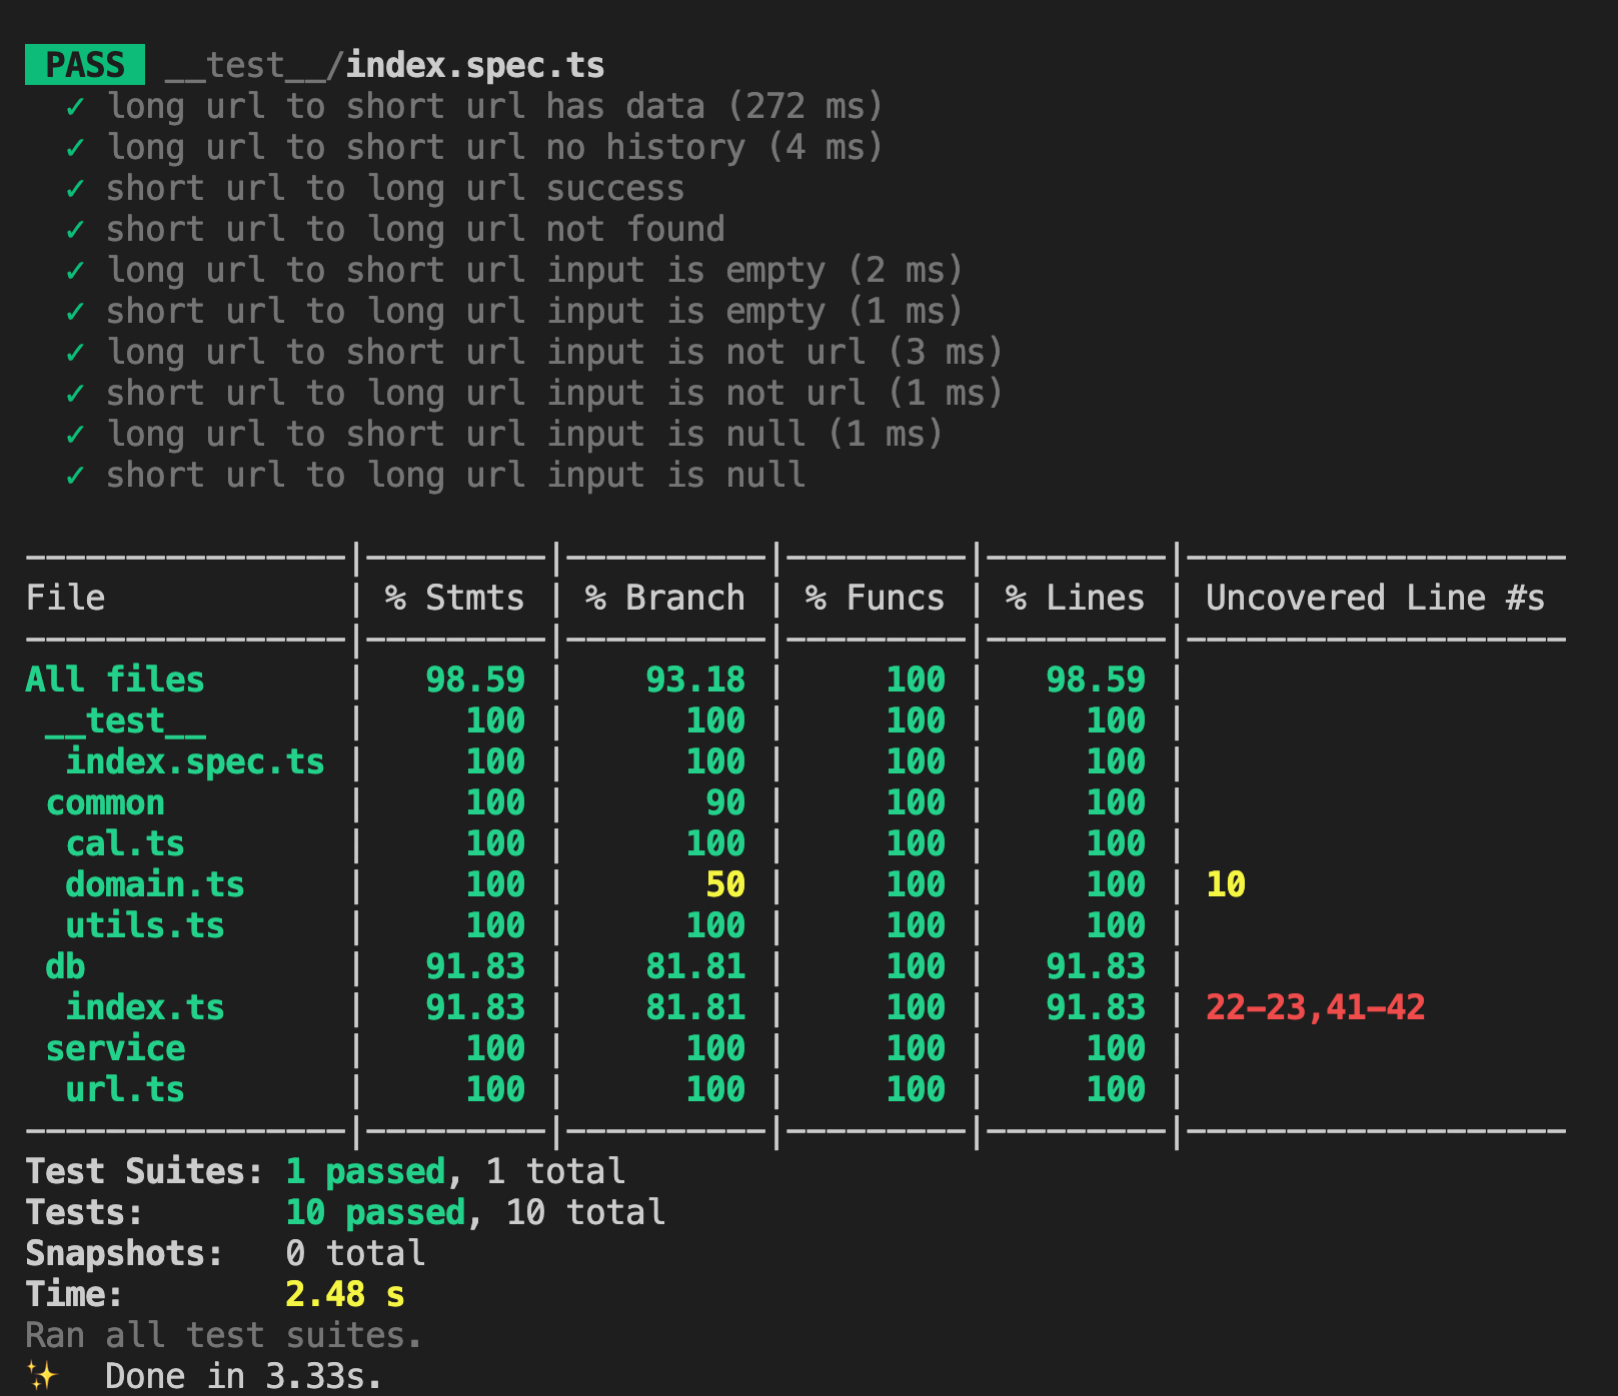 PASS __test__/index.spec.ts
✓ long url to short url has data (272 ms)
✓ long url to short url no history (4 ms)
✓ short url to long url success
✓ short url to long url not found
✓ long url to short url input is empty (2 ms)
✓ short url to long url input is empty (1 ms)
✓ long url to short url input is not url (3 ms)
✓ short url to long url input is not url (1 ms)
✓ long url to short url input is null (1 ms)
✓ short url to long url input is null
----------------|---------|----------|---------|---------|-------------------
File            | % Stmts | % Branch | % Funcs | % Lines | Uncovered Line #s
----------------|---------|----------|---------|---------|-------------------
All files       |   98.59 |    93.18 |     100 |   98.59 |
 __test__       |     100 |      100 |     100 |     100 |
  index.spec.ts |     100 |      100 |     100 |     100 |
 common         |     100 |       90 |     100 |     100 |
  cal.ts        |     100 |      100 |     100 |     100 |
  domain.ts     |     100 |       50 |     100 |     100 | 10
  utils.ts      |     100 |      100 |     100 |     100 |
 db             |   91.83 |    81.81 |     100 |   91.83 |
  index.ts      |   91.83 |    81.81 |     100 |   91.83 | 22-23,41-42
 service        |     100 |      100 |     100 |     100 |
  url.ts        |     100 |      100 |     100 |     100 |
----------------|---------|----------|---------|---------|-------------------
Test Suites: 1 passed, 1 total
Tests:       10 passed, 10 total
Snapshots:   0 total
Time:        2.48 s
Ran all test suites.
✨  Done in 3.33s.